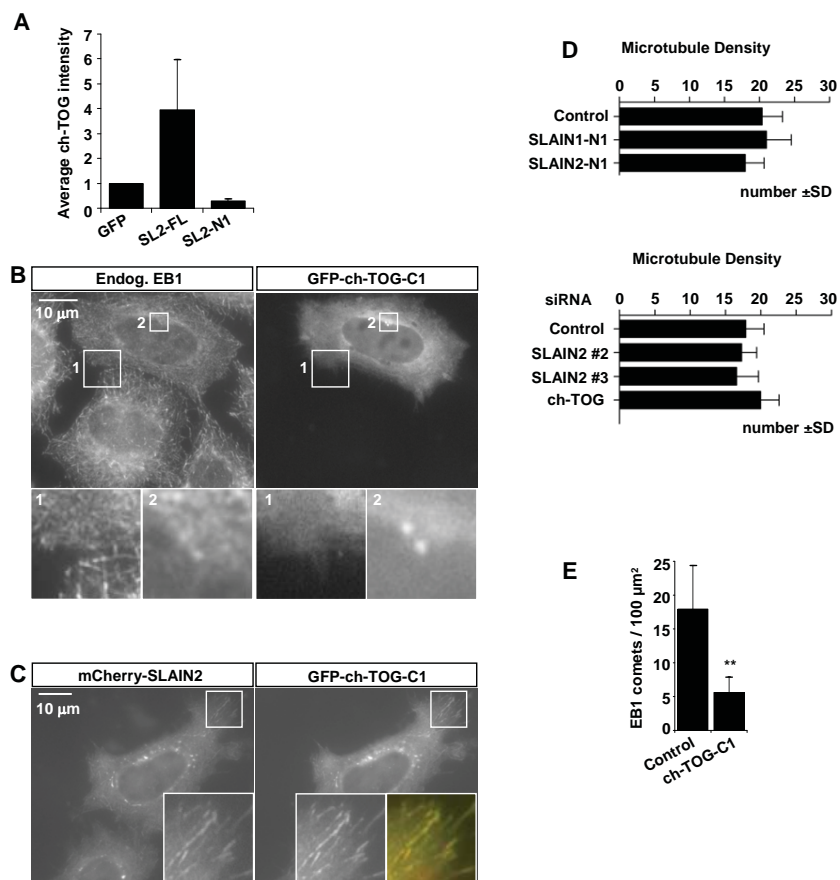 A
Average ch-TOG intensity
7
6
5
4
3
2
1
0
GFP
SL2-FL
SL2-N1
B
Endog. EB1
GFP-ch-TOG-C1
10 µm
2
1
2
1
1
2
1
2
C
mCherry-SLAIN2
GFP-ch-TOG-C1
10 µm
D
Microtubule Density
0 5 10 15 20 25 30
Control
SLAIN1-N1
SLAIN2-N1
number ±SD
Microtubule Density
siRNA
0 5 10 15 20 25 30
Control
SLAIN2 #2
SLAIN2 #3
ch-TOG
number ±SD
E
EB1 comets / 100 µm²
25
20
15
10
5
0
**
Control
ch-TOG-C1